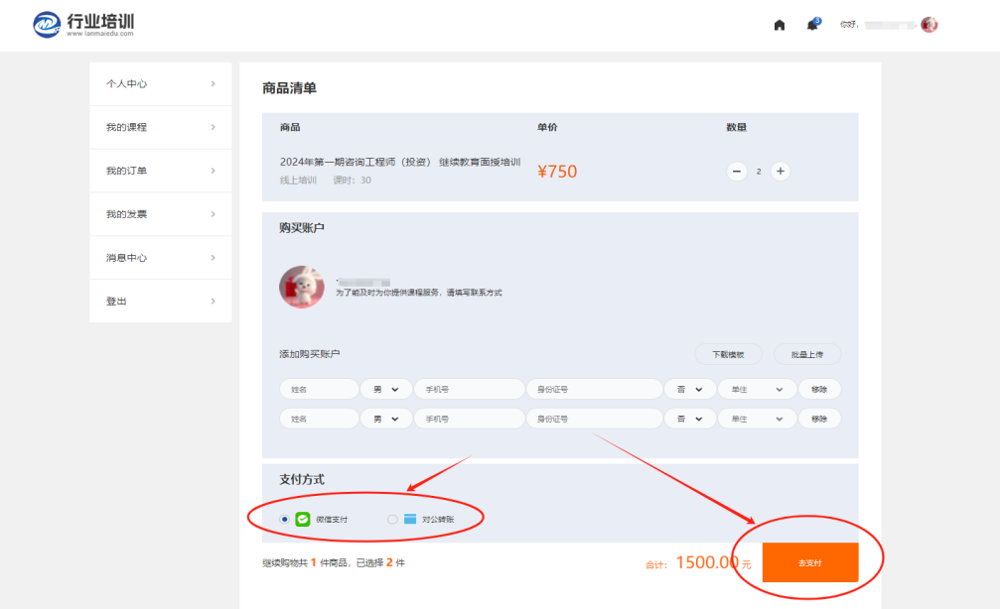 行业培训
www.lanmaiedu.com
3
你好，
个人中心
我的课程
我的订单
我的发票
消息中心
登出
商品清单
商品 单价 数量
2024年第一期咨询工程师（投资） 继续教育面授培训
线上培训 课时：30
¥750
2
购买账户
为了能及时为你提供课程服务，请填写联系方式
添加购买账户 下载模板 批量上传
姓名 男 手机号 身份证号 否 单住 移除
姓名 男 手机号 身份证号 否 单住 移除
支付方式
微信支付 对公转账
继续购物共 1 件商品，已选择 2 件
合计： 1500.00 元
去支付